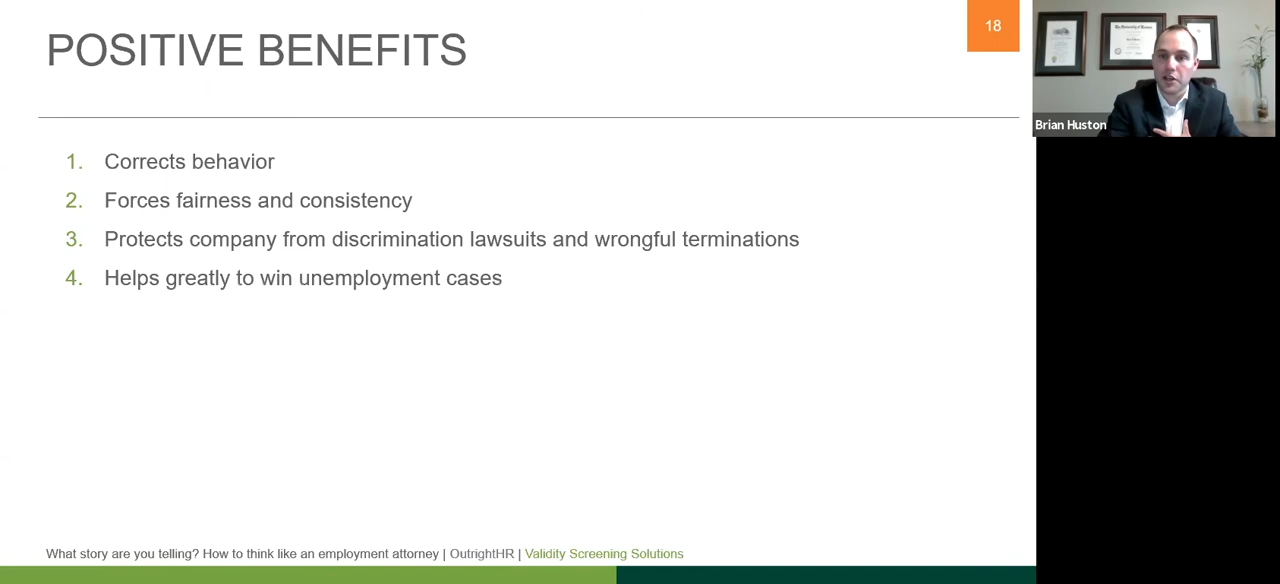 POSITIVE BENEFITS
18
1. Corrects behavior
2. Forces fairness and consistency
3. Protects company from discrimination lawsuits and wrongful terminations
4. Helps greatly to win unemployment cases
Brian Huston
What story are you telling? How to think like an employment attorney | OutrightHR | Validity Screening Solutions